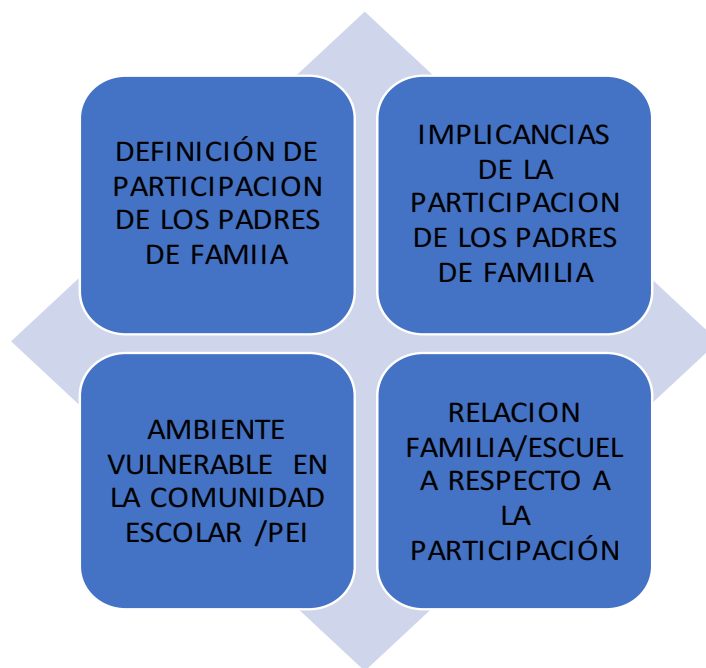 DEFINICIÓN DE
PARTICIPACION
DE LOS PADRES
DE FAMIIA
IMPLICANCIAS
DE LA
PARTICIPACION
DE LOS PADRES
DE FAMILIA
AMBIENTE
VULNERABLE EN
LA COMUNIDAD
ESCOLAR /PEI
RELACION
FAMILIA/ESCUEL
A RESPECTO A
LA
PARTICIPACIÓN